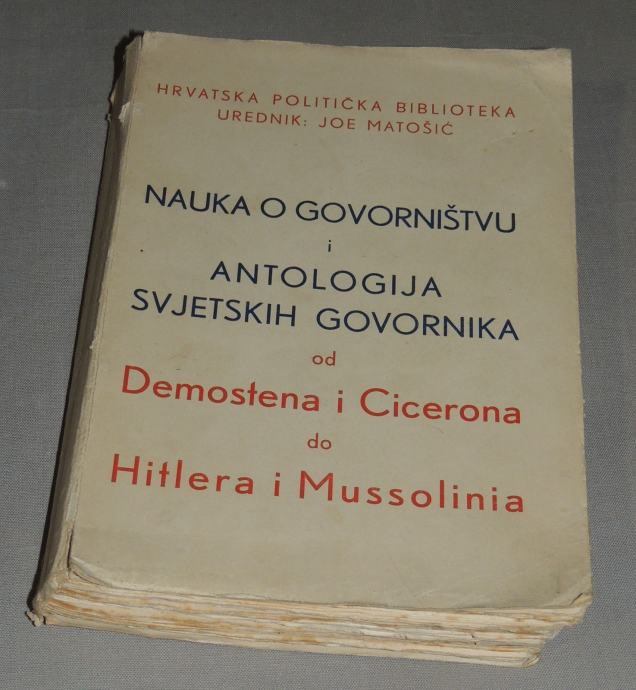 HRVATSKA POLITIČKA BIBLIOTEKA
UREDNIK: JOE MATOŠIĆ
NAUKA O GOVORNIŠTVU
i
ANTOLOGIJA
SVJETSKIH GOVORNIKA
od
Demostena i Cicerona
do
Hitlera i Mussolinia